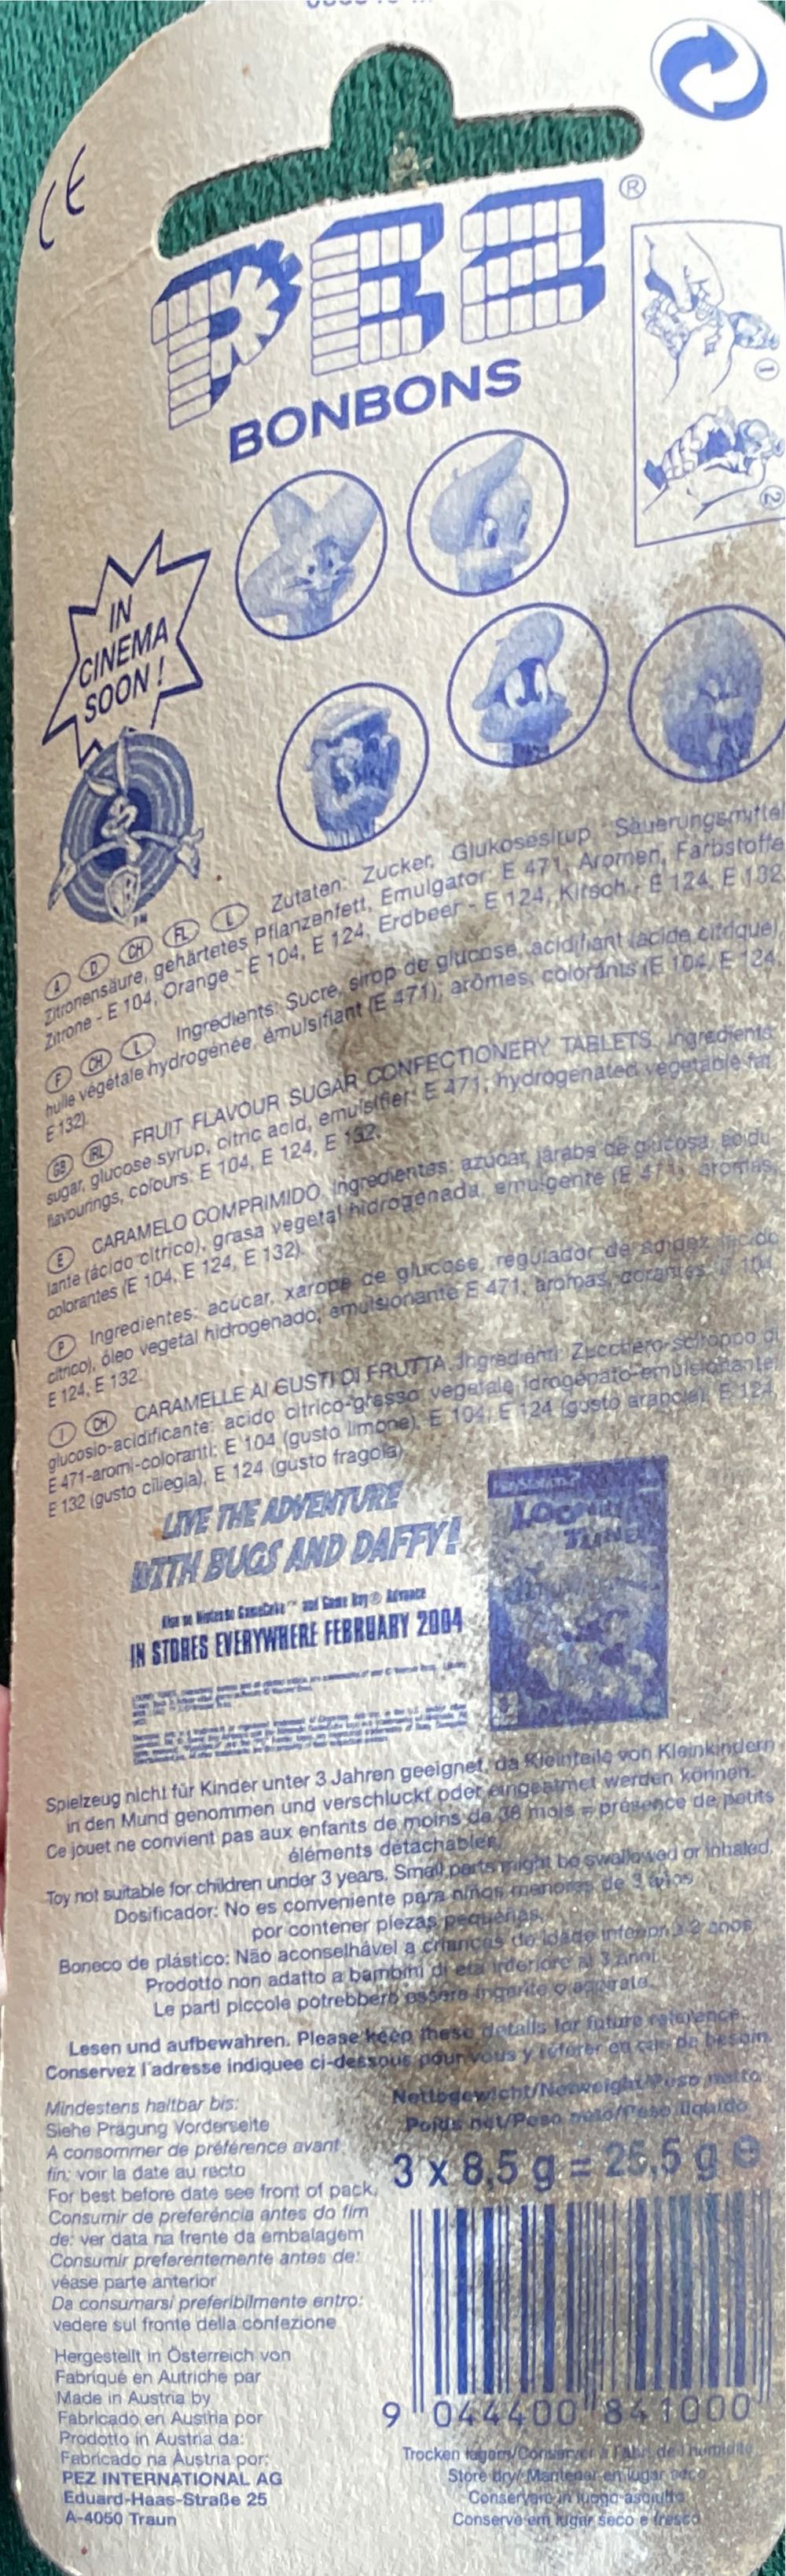 CE
PEZ®
BONBONS
1
2
IN
CINEMA
SOON!
TM
A D CH FL L Zutaten: Zucker, Glukosesirup. Säuerungsmittel
Zitronensäure, gehärtetes Pflanzenfett, Emulgator: E 471, Aromen, Farbstoffe
Zitrone - E 104, Orange - E 104, E 124, Erdbeer - E 124, Kirsch - E 124, E 132
F CH L Ingredients: Sucre, sirop de glucose, acidifiant (acide citrique),
huile végétale hydrogénée, émulsifiant (E 471), arômes, colorants (E 104, E 124,
E 132).
GB IRL FRUIT FLAVOUR SUGAR CONFECTIONERY TABLETS. Ingredients:
sugar, glucose syrup, citric acid, emulsifier: E 471, hydrogenated vegetable fat,
flavourings, colours: E 104, E 124, E 132.
E CARAMELO COMPRIMIDO. Ingredientes: azúcar, jarabe de glucosa, acidu-
lante (ácido cítrico), grasa vegetal hidrogenada, emulgente (E 471), aromas,
colorantes (E 104, E 124, E 132).
P Ingredientes: acucar, xarope de glucose, regulador de acidez (ácido
citrico), óleo vegetal hidrogenado, emulsionante E 471, aromas, corantes: E 104,
E 124, E 132.
I CH CARAMELLE AI GUSTI DI FRUTTA. Ingredienti: Zucchero-sciroppo di
glucosio-acidificante: acido citrico-grasso vegetale idrogenato-emulsionante:
E 471-aromi-coloranti: E 104 (gusto limone), E 104, E 124 (gusto arancia), E 124,
E 132 (gusto ciliegia), E 124 (gusto fragola).
LIVE THE ADVENTURE
WITH BUGS AND DAFFY!
Also on Nintendo GameCube™ and Game Boy® Advance
IN STORES EVERYWHERE FEBRUARY 2004
LOONEY
TUNES
Spielzeug nicht für Kinder unter 3 Jahren geeignet, da Kleinteile von Kleinkindern
in den Mund genommen und verschluckt oder eingeatmet werden können.
Ce jouet ne convient pas aux enfants de moins de 36 mois = présence de petits
éléments détachables.
Toy not suitable for children under 3 years. Small parts might be swallowed or inhaled.
Dosificador: No es conveniente para niños menores de 3 años
por contener piezas pequeñas.
Boneco de plástico: Não aconselhável a crianças de idade inferior a 3 anos.
Prodotto non adatto a bambini di età inferiore ai 3 anni.
Le parti piccole potrebbero essere ingerite o aspirate.
Lesen und aufbewahren. Please keep these details for future reference.
Conservez l'adresse indiquee ci-dessous pour vous y référer en cas de besoin.
Mindestens haltbar bis:
Siehe Prägung Vorderseite
A consommer de préférence avant
fin: voir la date au recto
For best before date see front of pack,
Consumir de preferência antes do fim
de: ver data na frente da embalagem
Consumir preferentemente antes de:
véase parte anterior
Da consumarsi preferibilmente entro:
vedere sul fronte della confezione
Hergestellt in Österreich von
Fabriqué en Autriche par
Made in Austria by
Fabricado en Austria por
Prodotto in Austria da:
Fabricado na Áustria por:
PEZ INTERNATIONAL AG
Eduard-Haas-Straße 25
A-4050 Traun
Nettogewicht/Netweight/Peso netto
Poids net/Peso neto/Peso líquido
3 x 8,5 g = 25,5 g e
9 044400 841000
Trocken lagern/Conserver à l'abri de l'humidité
Store dry/Mantener en lugar seco
Conservare in luogo asciutto
Conserve em lugar seco e fresco